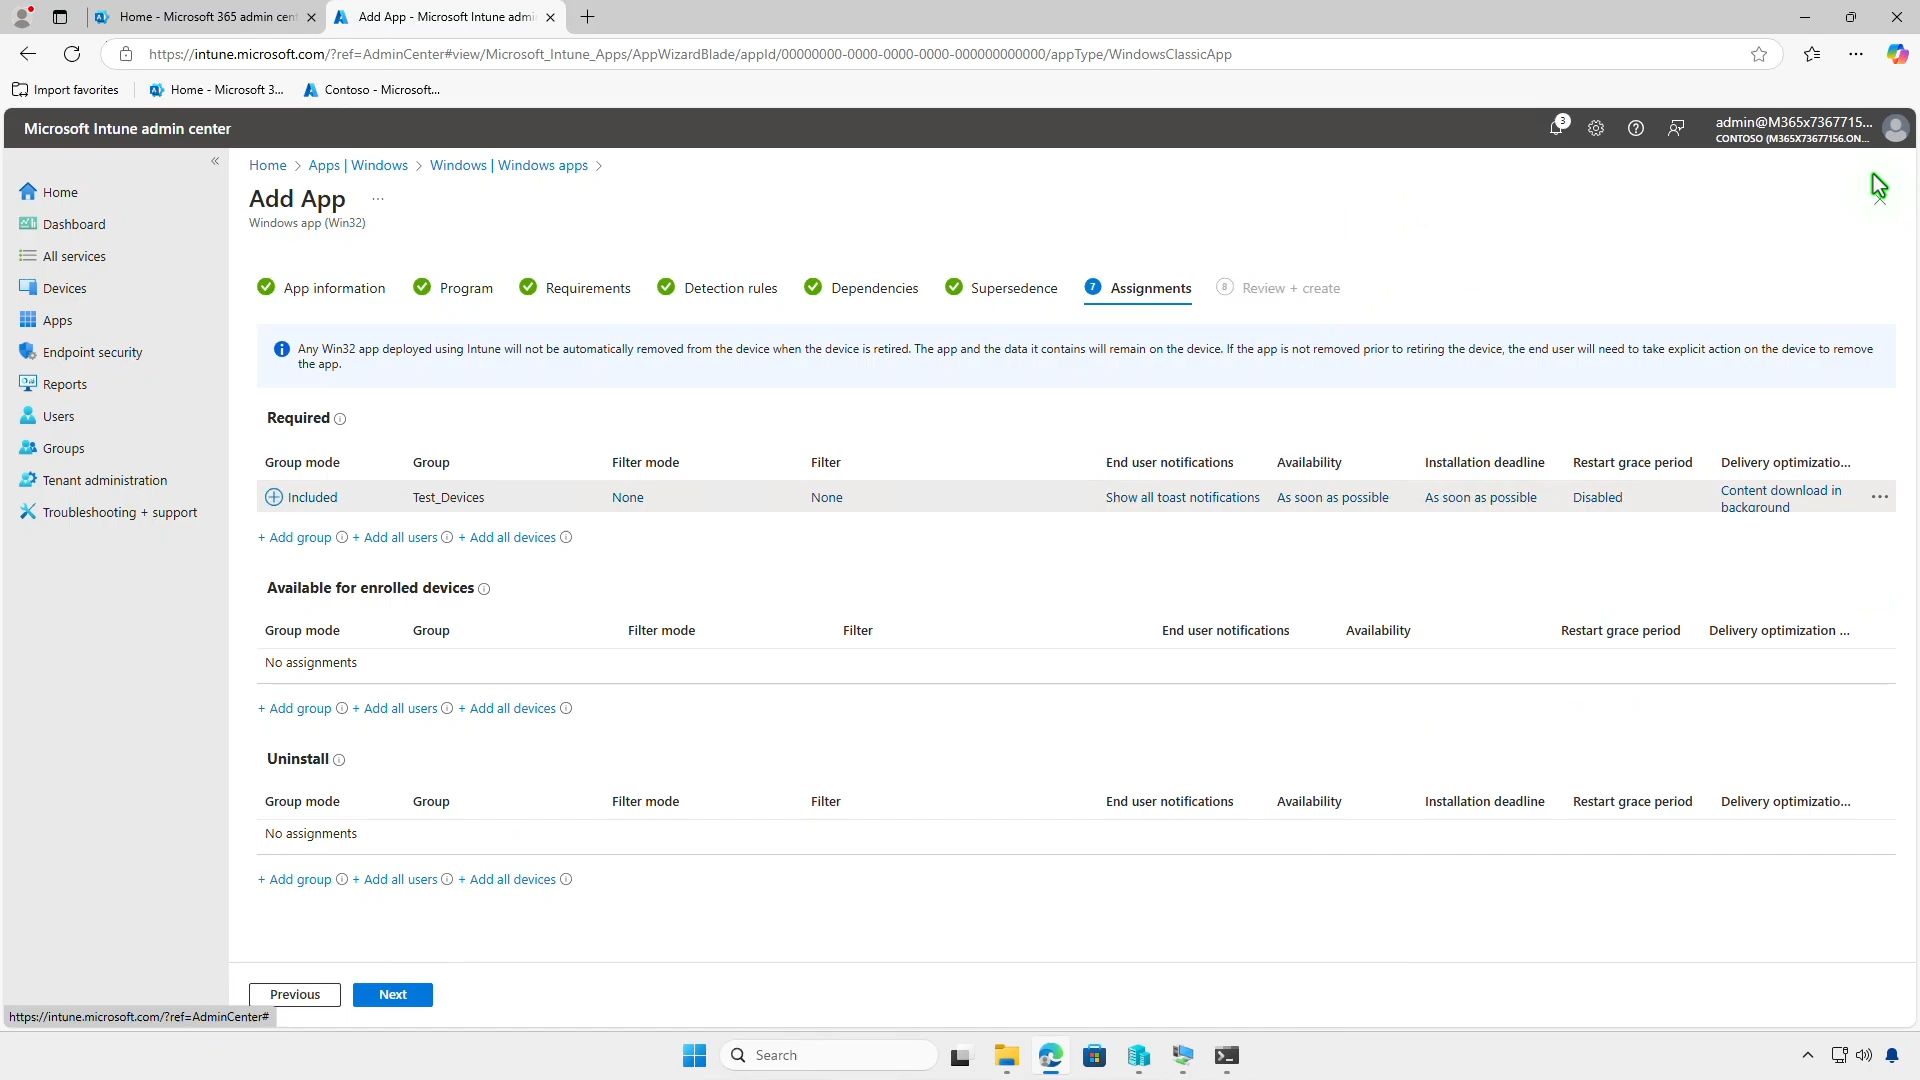 Home - Microsoft 365 admin cent
Add App - Microsoft Intune admi
https://intune.microsoft.com/?ref=AdminCenter#view/Microsoft_Intune_Apps/AppWizardBlade/appId/00000000-0000-0000-0000-000000000000/appType/WindowsClassicApp
Import favorites
Home - Microsoft 3...
Contoso - Microsoft...
Microsoft Intune admin center
3
admin@M365x7367715...
CONTOSO (M365X73677156.ON...
Home
Dashboard
All services
Devices
Apps
Endpoint security
Reports
Users
Groups
Tenant administration
Troubleshooting + support
Home > Apps | Windows > Windows | Windows apps >
Add App ...
Windows app (Win32)
App information
Program
Requirements
Detection rules
Dependencies
Supersedence
7 Assignments
8 Review + create
Any Win32 app deployed using Intune will not be automatically removed from the device when the device is retired. The app and the data it contains will remain on the device. If the app is not removed prior to retiring the device, the end user will need to take explicit action on the device to remove
the app.
Required
Group mode Group Filter mode Filter End user notifications Availability Installation deadline Restart grace period Delivery optimizatio...
Included Test_Devices None None Show all toast notifications As soon as possible As soon as possible Disabled Content download in
background
+ Add group + Add all users + Add all devices
Available for enrolled devices
Group mode Group Filter mode Filter End user notifications Availability Restart grace period Delivery optimization ...
No assignments
+ Add group + Add all users + Add all devices
Uninstall
Group mode Group Filter mode Filter End user notifications Availability Installation deadline Restart grace period Delivery optimizatio...
No assignments
+ Add group + Add all users + Add all devices
Previous
Next
https://intune.microsoft.com/?ref=AdminCenter#
Search